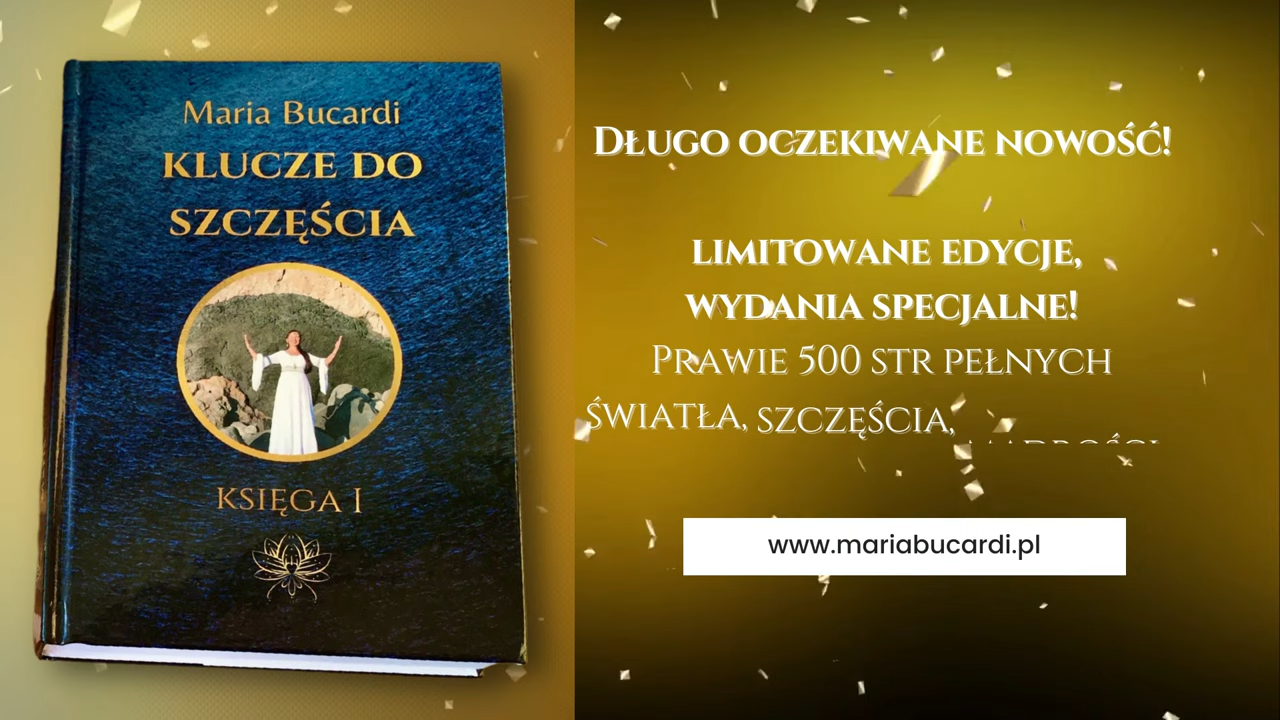 Maria Bucardi
KLUCZE DO
SZCZĘŚCIA
KSIĘGA I
DŁUGO OCZEKIWANE NOWOŚĆ!
LIMITOWANE EDYCJE,
WYDANIA SPECJALNE!
PRAWIE 500 STR PEŁNYCH
ŚWIATŁA, SZCZĘŚCIA,
www.mariabucardi.pl